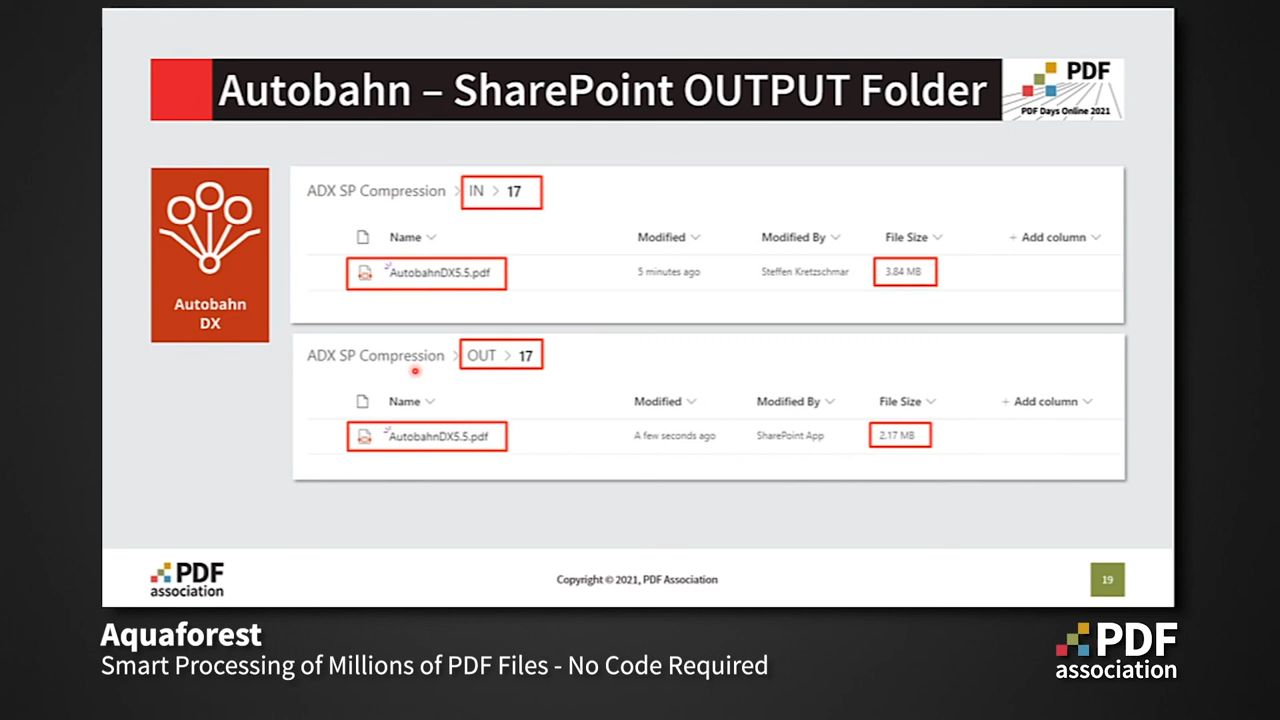 Autobahn – SharePoint OUTPUT Folder
PDF
PDF Days Online 2021
Autobahn
DX
ADX SP Compression > IN > 17
Name Modified Modified By File Size + Add column
AutobahnDX5.5.pdf 5 minutes ago Steffen Kretzschmar 3.84 MB
ADX SP Compression > OUT > 17
Name Modified Modified By File Size + Add column
AutobahnDX5.5.pdf A few seconds ago SharePoint App 2.17 MB
PDF
association
Copyright © 2021, PDF Association
19
Aquaforest
Smart Processing of Millions of PDF Files - No Code Required
PDF
association